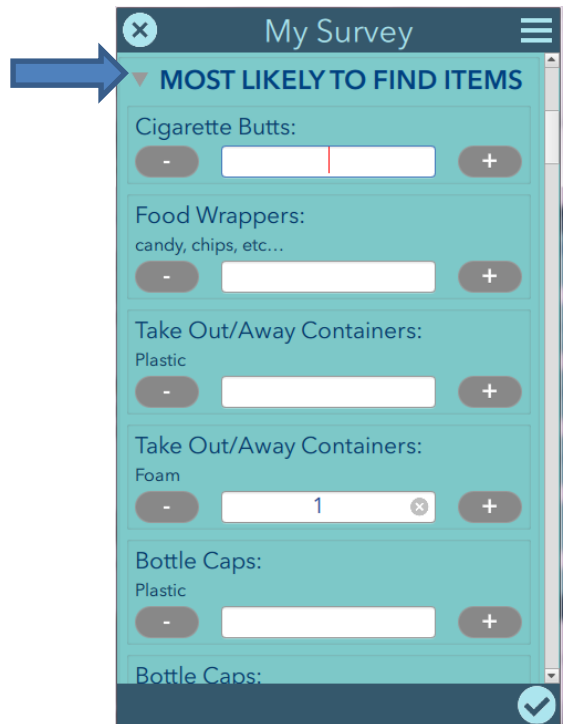 My Survey
MOST LIKELY TO FIND ITEMS
Cigarette Butts:
- +
Food Wrappers:
candy, chips, etc...
- +
Take Out/Away Containers:
Plastic
- +
Take Out/Away Containers:
Foam
- 1 +
Bottle Caps:
Plastic
- +
Bottle Caps: